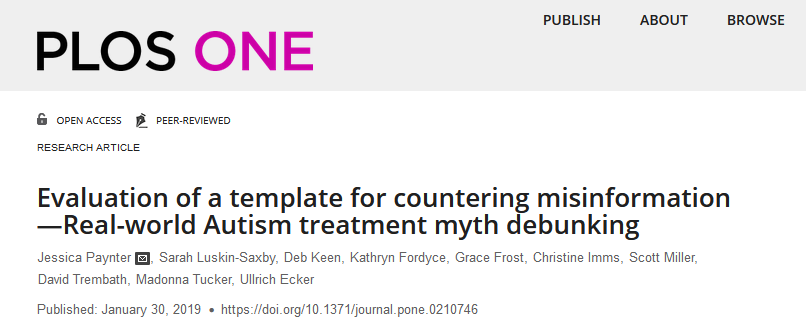 PUBLISH ABOUT BROWSE
PLOS ONE
OPEN ACCESS PEER-REVIEWED
RESEARCH ARTICLE
Evaluation of a template for countering misinformation
—Real-world Autism treatment myth debunking
Jessica Paynter , Sarah Luskin-Saxby, Deb Keen, Kathryn Fordyce, Grace Frost, Christine Imms, Scott Miller,
David Trembath, Madonna Tucker, Ullrich Ecker
Published: January 30, 2019 • https://doi.org/10.1371/journal.pone.0210746